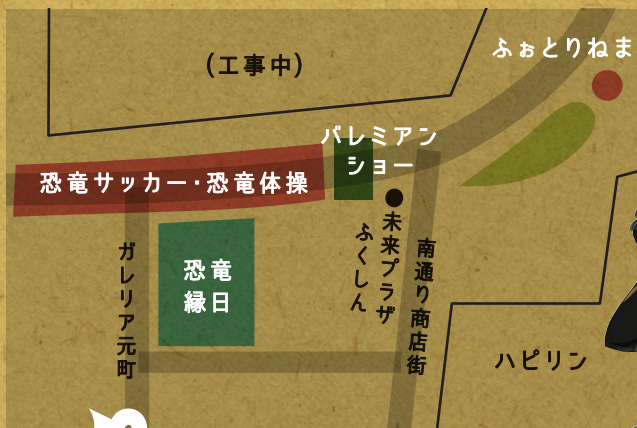 (工事中)
ふぉとりねま
バレミアン
ショー
恐竜サッカー・恐竜体操
恐竜
縁日
ガレリア元町
ふくしん
未来プラザ
南通り商店街
ハピリン